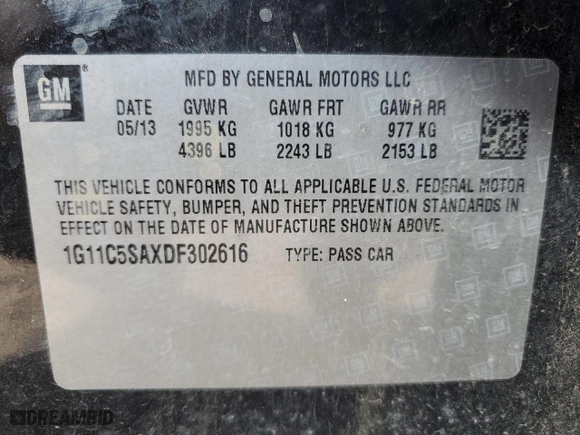 GM ®
MFD BY GENERAL MOTORS LLC
DATE GVWR GAWR FRT GAWR RR
05/13 1995 KG 1018 KG 977 KG
4396 LB 2243 LB 2153 LB
THIS VEHICLE CONFORMS TO ALL APPLICABLE U.S. FEDERAL MOTOR
VEHICLE SAFETY, BUMPER, AND THEFT PREVENTION STANDARDS IN
EFFECT ON THE DATE OF MANUFACTURE SHOWN ABOVE.
1G11C5SAXDF302616 TYPE: PASS CAR
DREAMBID